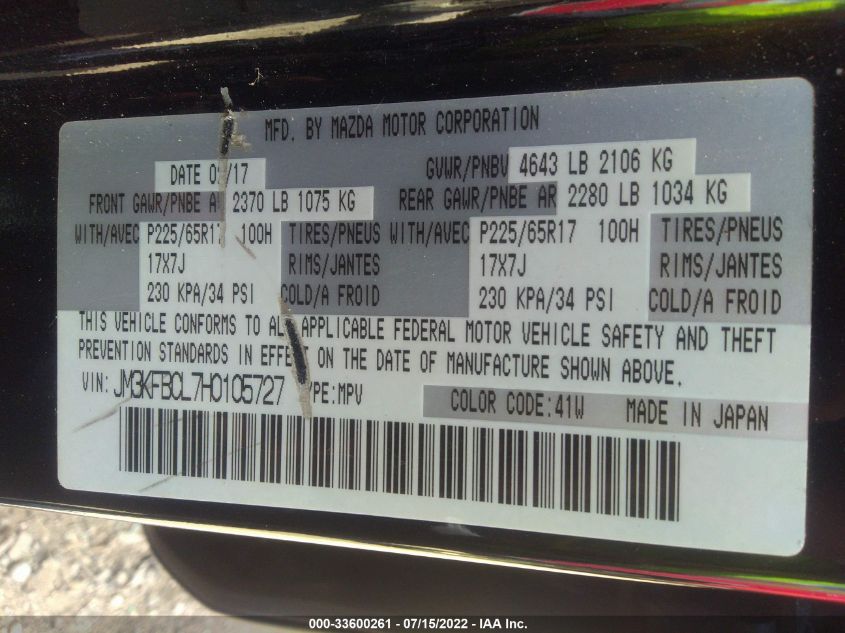 MFD. BY MAZDA MOTOR CORPORATION
DATE /17 GVWR/PNBV 4643 LB 2106 KG
FRONT GAWR/PNBE A 2370 LB 1075 KG REAR GAWR/PNBE AR 2280 LB 1034 KG
WITH/AVEC P225/65R17 100H TIRES/PNEUS WITH/AVEC P225/65R17 100H TIRES/PNEUS
17X7J RIMS/JANTES 17X7J RIMS/JANTES
230 KPA/34 PSI COLD/A FROID 230 KPA/34 PSI COLD/A FROID
THIS VEHICLE CONFORMS TO ALL APPLICABLE FEDERAL MOTOR VEHICLE SAFETY AND THEFT
PREVENTION STANDARDS IN EFFECT ON THE DATE OF MANUFACTURE SHOWN ABOVE.
VIN: JM3KFBCL7H0105727 TYPE:MPV
COLOR CODE:41W MADE IN JAPAN
000-33600261 - 07/15/2022 - IAA Inc.